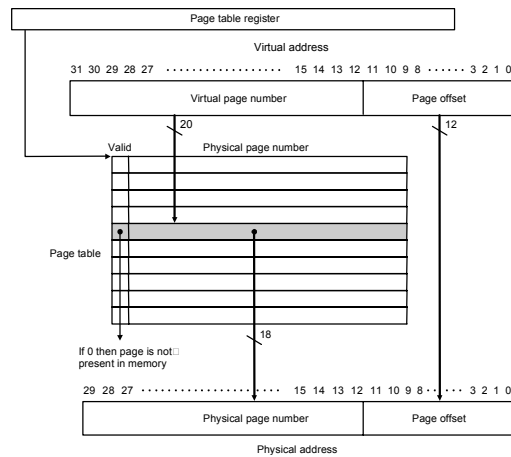 Page table register
Virtual address
31 30 29 28 27 ·················· 15 14 13 12 11 10 9 8 ······ 3 2 1 0
Virtual page number Page offset
20 12
Valid Physical page number
Page table
18
If 0 then page is not□
present in memory
29 28 27 ·················· 15 14 13 12 11 10 9 8 ······ 3 2 1 0
Physical page number Page offset
Physical address